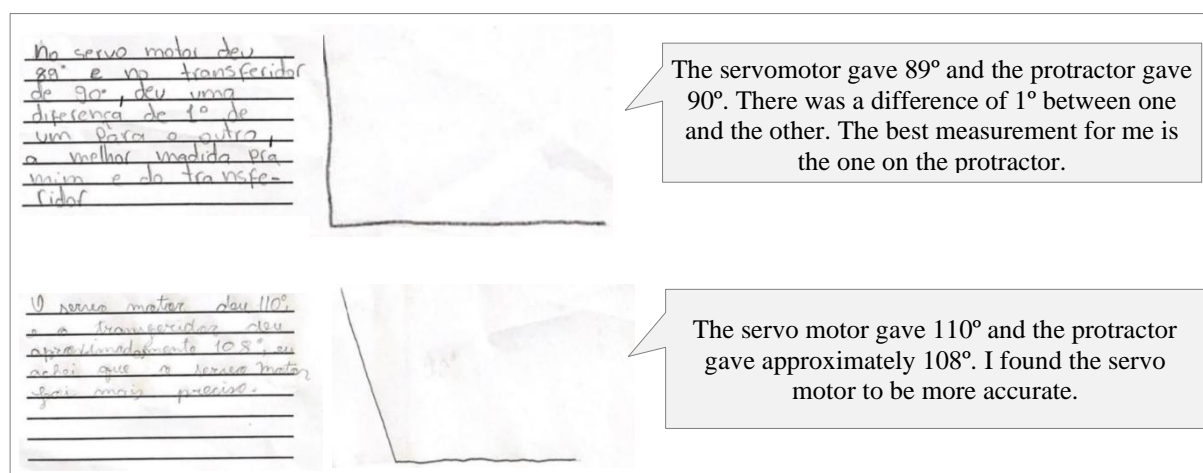 No servo motor deu
89° e no transferidor
de 90°, deu uma
diferença de 1° de
um para o outro,
a melhor medida pra
mim e do transfe-
ridor
The servomotor gave 89º and the protractor gave
90º. There was a difference of 1º between one
and the other. The best measurement for me is
the one on the protractor.
O servo motor deu 110°,
e o transferidor deu
aproximadamente 108°, eu
achei que o servo motor
foi mais preciso.
The servo motor gave 110º and the protractor
gave approximately 108º. I found the servo
motor to be more accurate.